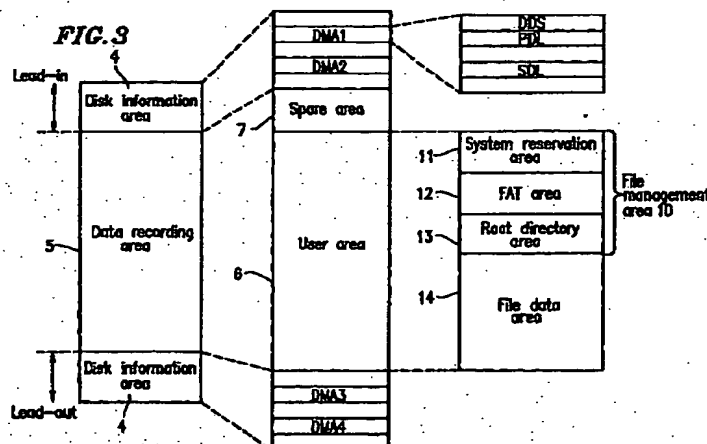 FIG. 3
Lead-in
4
Disk information
area
5
Data recording
area
Disk information
area
4
Lead-out
DMA1
DMA2
Spare area
7
User area
6
DMA3
DMA4
DDS
PDL
SDL
11
System reservation
area
12
FAT area
13
Root directory
area
14
File data
area
File
management
area 10